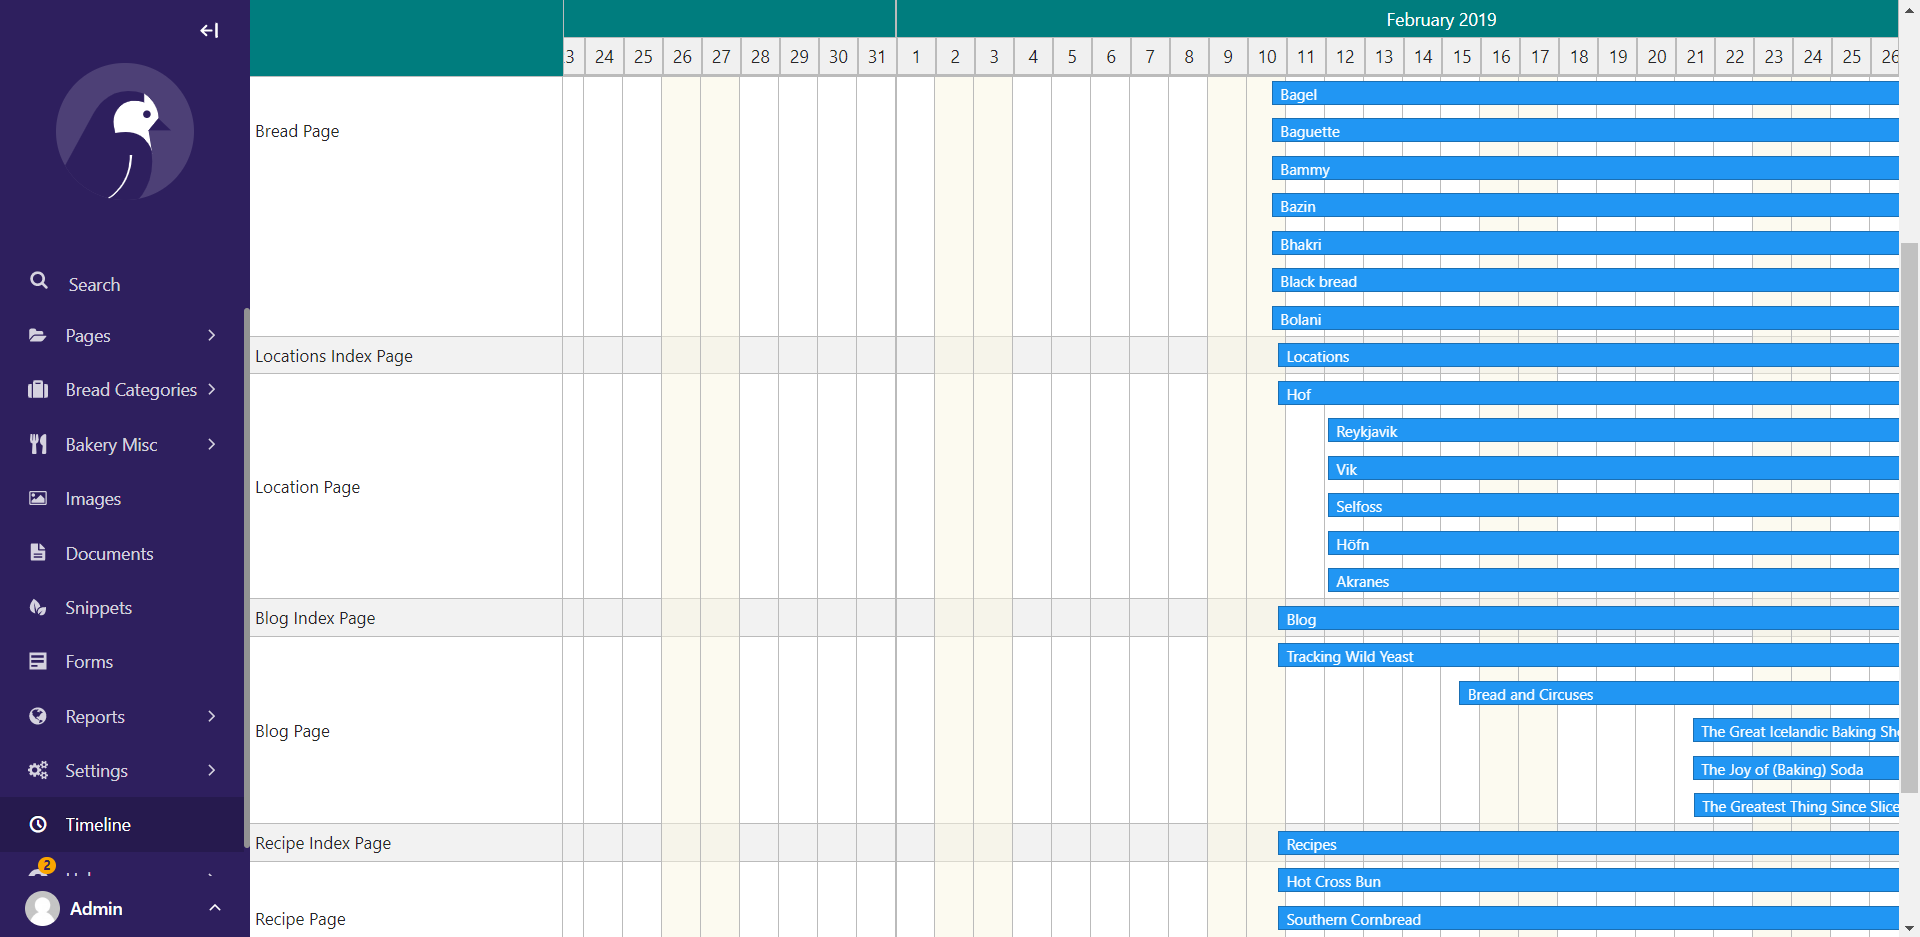 February 2019
24 25 26 27 28 29 30 31 1 2 3 4 5 6 7 8 9 10 11 12 13 14 15 16 17 18 19 20 21 22 23 24 25 26
Search
Pages
Bread Categories
Bakery Misc
Images
Documents
Snippets
Forms
Reports
Settings
Timeline
2
Admin
Bread Page
Bagel
Baguette
Bammy
Bazin
Bhakri
Black bread
Bolani
Locations Index Page
Locations
Location Page
Hof
Reykjavik
Vik
Selfoss
Höfn
Akranes
Blog Index Page
Blog
Blog Page
Tracking Wild Yeast
Bread and Circuses
The Great Icelandic Baking Sh
The Joy of (Baking) Soda
The Greatest Thing Since Slice
Recipe Index Page
Recipes
Recipe Page
Hot Cross Bun
Southern Cornbread